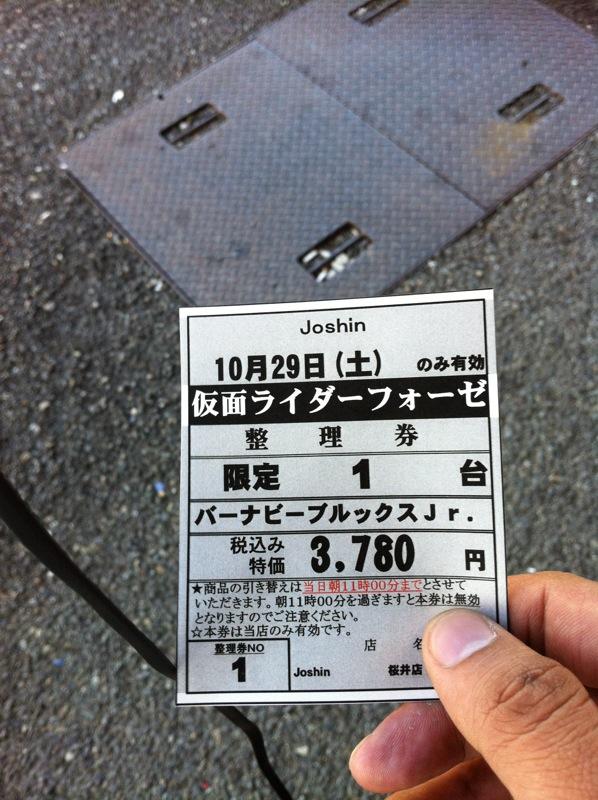 Joshin
10月29日(土) のみ有効
仮面ライダーフォーゼ
整理券
限定 1 台
バーナビーブルックスJr.
税込み
特価 3,780 円
★商品の引き替えは当日朝11時00分までとさせて
いただきます。朝11時00分を過ぎますと本券は無効
となりますのでご注意ください。
☆本券は当店のみ有効です。
整理券NO
1
店 名
Joshin 桜井店